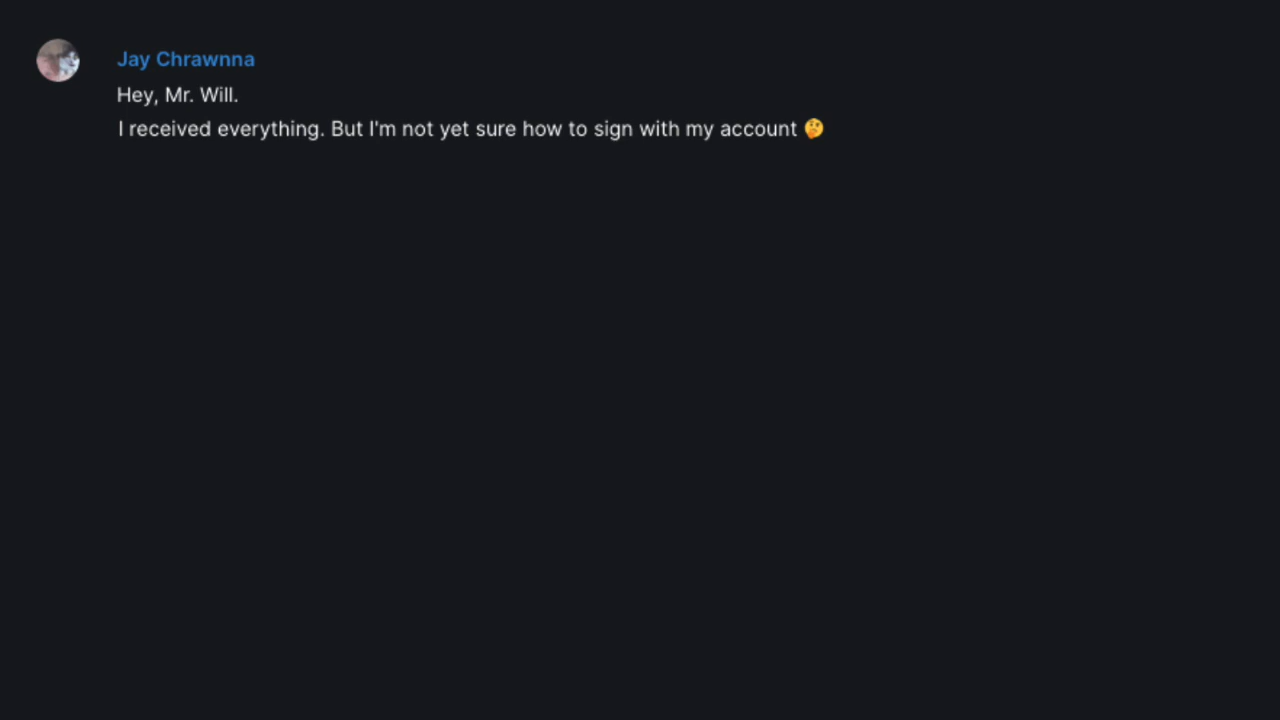 Jay Chrawnna
Hey, Mr. Will.
I received everything. But I'm not yet sure how to sign with my account 🤔